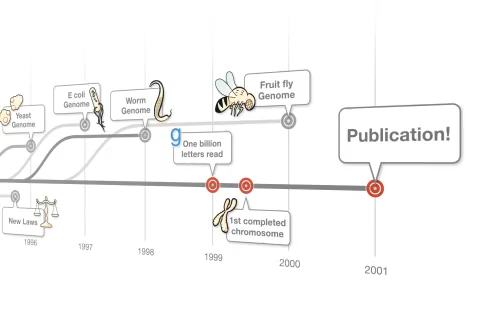 E coli
Genome
Worm
Genome
Fruit fly
Genome
Yeast
Genome
g
One billion
letters read
Publication!
New Laws
1st completed
chromosome
1996
1997
1998
1999
2000
2001